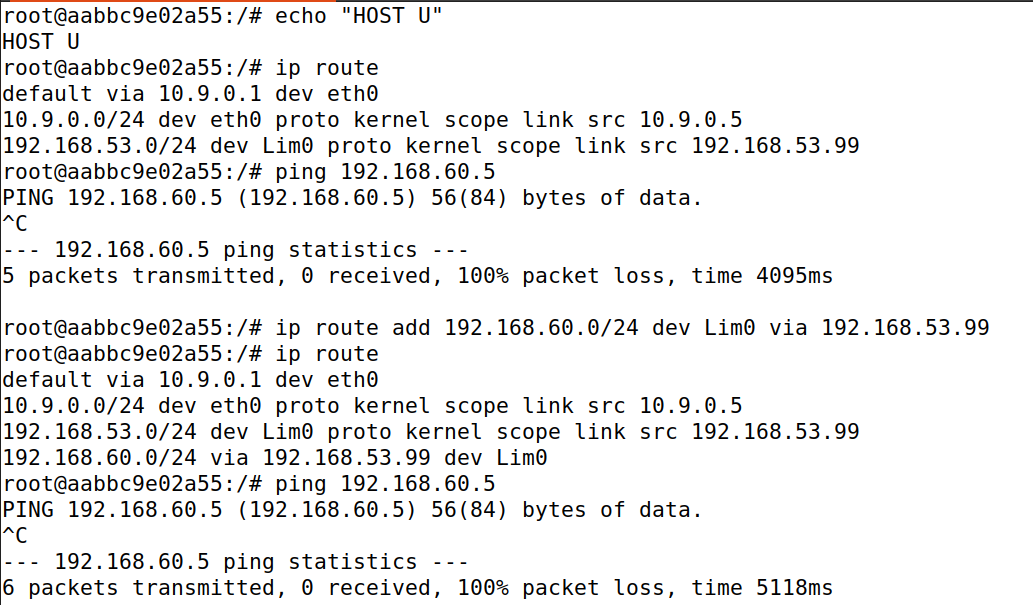 root@aabbc9e02a55:/# echo "HOST U"
HOST U
root@aabbc9e02a55:/# ip route
default via 10.9.0.1 dev eth0
10.9.0.0/24 dev eth0 proto kernel scope link src 10.9.0.5
192.168.53.0/24 dev Lim0 proto kernel scope link src 192.168.53.99
root@aabbc9e02a55:/# ping 192.168.60.5
PING 192.168.60.5 (192.168.60.5) 56(84) bytes of data.
^C
--- 192.168.60.5 ping statistics ---
5 packets transmitted, 0 received, 100% packet loss, time 4095ms
root@aabbc9e02a55:/# ip route add 192.168.60.0/24 dev Lim0 via 192.168.53.99
root@aabbc9e02a55:/# ip route
default via 10.9.0.1 dev eth0
10.9.0.0/24 dev eth0 proto kernel scope link src 10.9.0.5
192.168.53.0/24 dev Lim0 proto kernel scope link src 192.168.53.99
192.168.60.0/24 via 192.168.53.99 dev Lim0
root@aabbc9e02a55:/# ping 192.168.60.5
PING 192.168.60.5 (192.168.60.5) 56(84) bytes of data.
^C
--- 192.168.60.5 ping statistics ---
6 packets transmitted, 0 received, 100% packet loss, time 5118ms